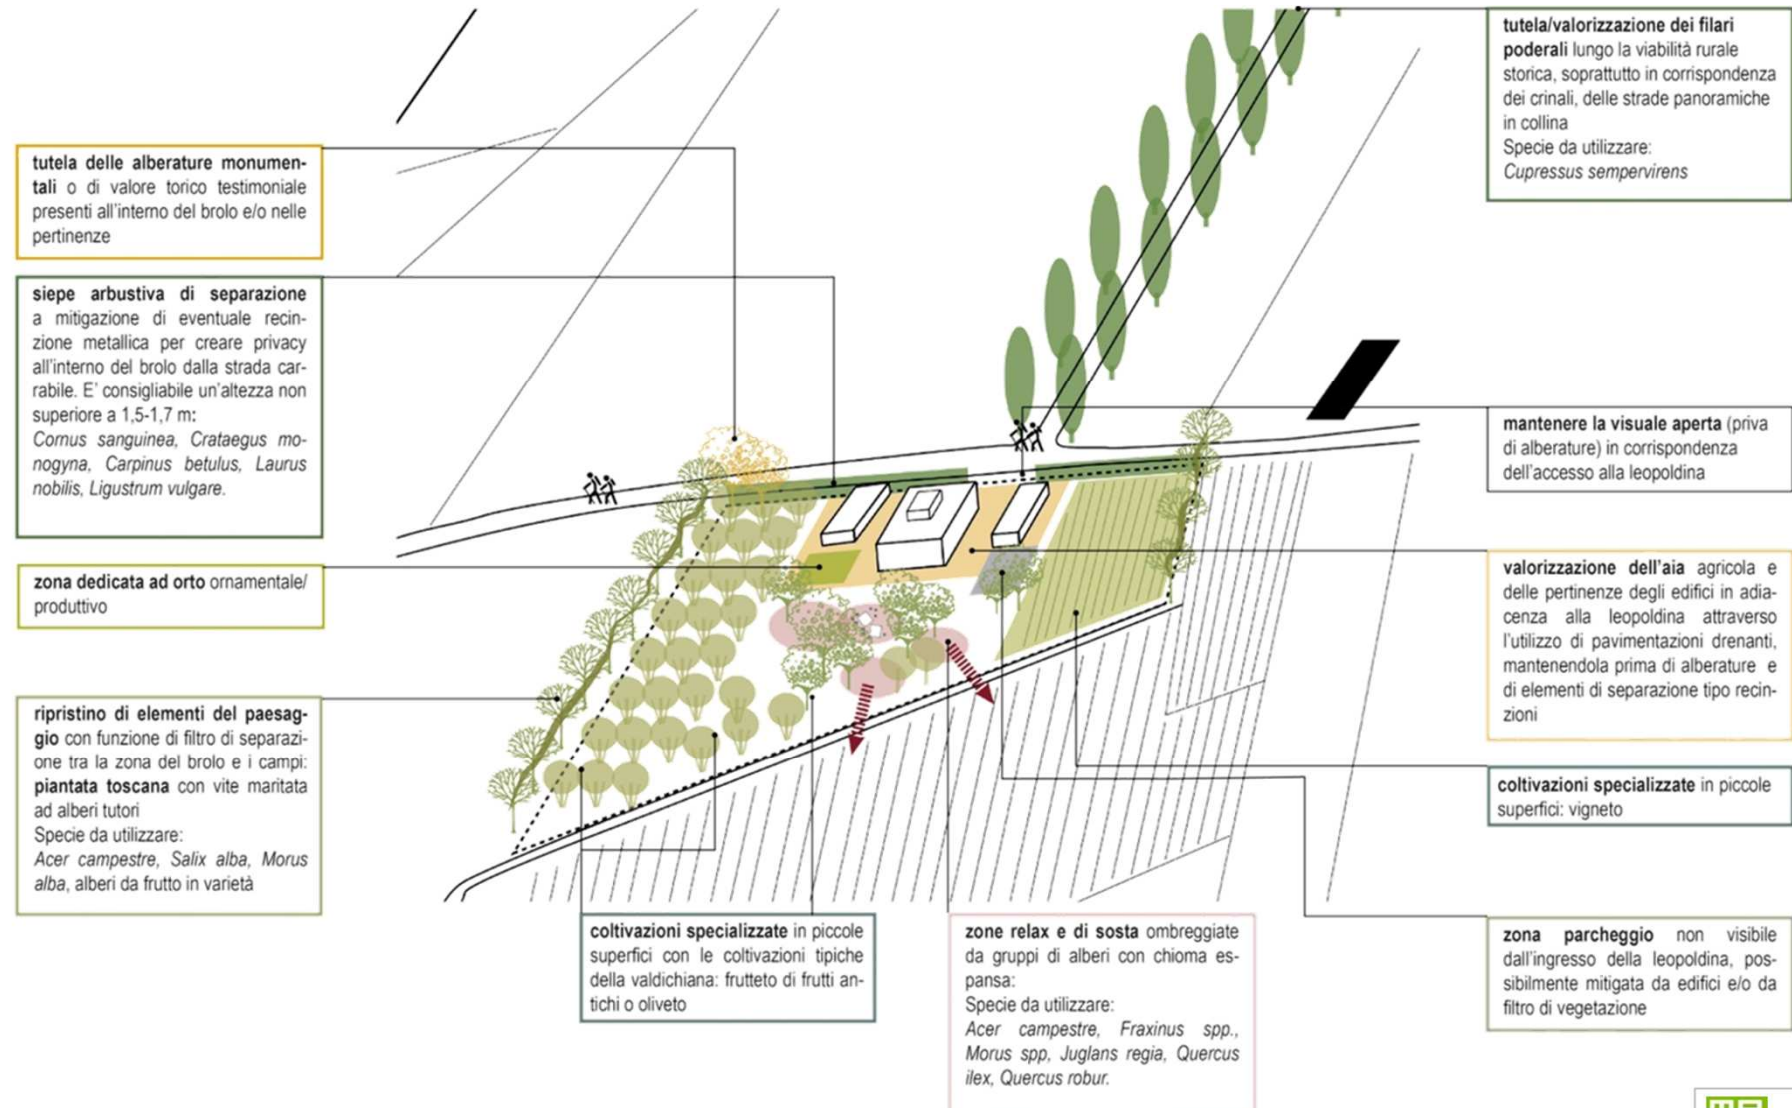 tutela delle alberature monumen-
tali o di valore torico testimoniale
presenti all'interno del brolo e/o nelle
pertinenze
siepe arbustiva di separazione
a mitigazione di eventuale recin-
zione metallica per creare privacy
all'interno del brolo dalla strada car-
rabile. E' consigliabile un'altezza non
superiore a 1,5-1,7 m:
Cornus sanguinea, Crataegus mo-
nogyna, Carpinus betulus, Laurus
nobilis, Ligustrum vulgare.
zona dedicata ad orto ornamentale/
produttivo
ripristino di elementi del paesag-
gio con funzione di filtro di separazi-
one tra la zona del brolo e i campi:
piantata toscana con vite maritata
ad alberi tutori
Specie da utilizzare:
Acer campestre, Salix alba, Morus
alba, alberi da frutto in varietà
coltivazioni specializzate in piccole
superfici con le coltivazioni tipiche
della valdichiana: frutteto di frutti an-
tichi o oliveto
zone relax e di sosta ombreggiate
da gruppi di alberi con chioma es-
pansa:
Specie da utilizzare:
Acer campestre, Fraxinus spp.,
Morus spp, Juglans regia, Quercus
ilex, Quercus robur.
tutela/valorizzazione dei filari
poderali lungo la viabilità rurale
storica, soprattutto in corrispondenza
dei crinali, delle strade panoramiche
in collina
Specie da utilizzare:
Cupressus sempervirens
mantenere la visuale aperta (priva
di alberature) in corrispondenza
dell'accesso alla leopoldina
valorizzazione dell'aia agricola e
delle pertinenze degli edifici in adia-
cenza alla leopoldina attraverso
l'utilizzo di pavimentazioni drenanti,
mantenendola prima di alberature e
di elementi di separazione tipo recin-
zioni
coltivazioni specializzate in piccole
superfici: vigneto
zona parcheggio non visibile
dall'ingresso della leopoldina, pos-
sibilmente mitigata da edifici e/o da
filtro di vegetazione